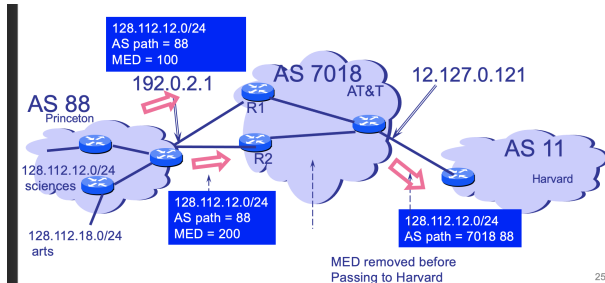 128.112.12.0/24
AS path = 88
MED = 100
192.0.2.1
AS 7018
AT&T
12.127.0.121
R1
AS 88
Princeton
AS 11
Harvard
R2
128.112.12.0/24
sciences
128.112.12.0/24
AS path = 88
MED = 200
128.112.12.0/24
AS path = 7018 88
128.112.18.0/24
arts
MED removed before
Passing to Harvard
25